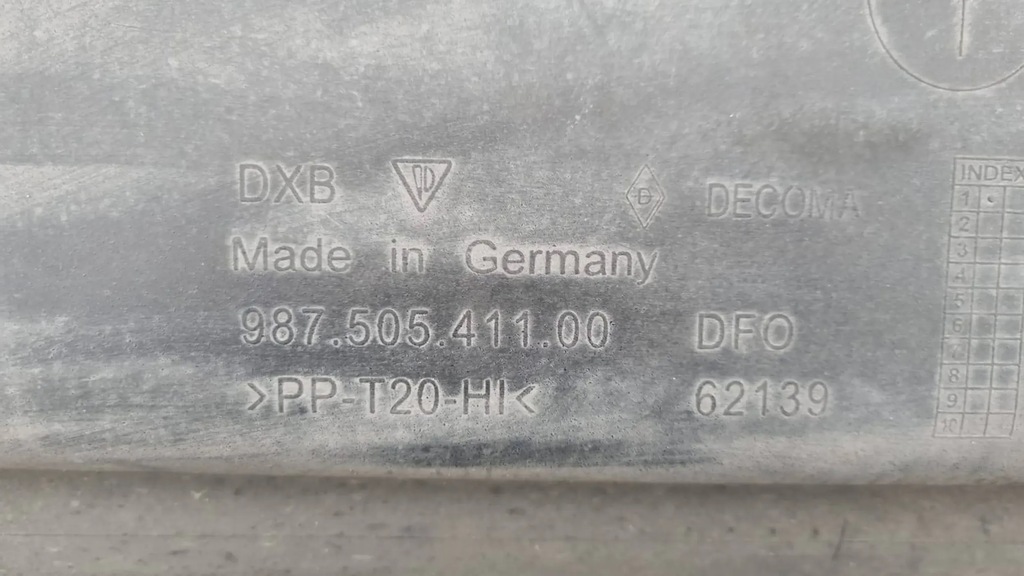 DXB DECOMA
Made in Germany
987.505.411.00 DFO
>PP-T20-HI< 62139
INDEX
1
2
3
4
5
6
7
8
9
10